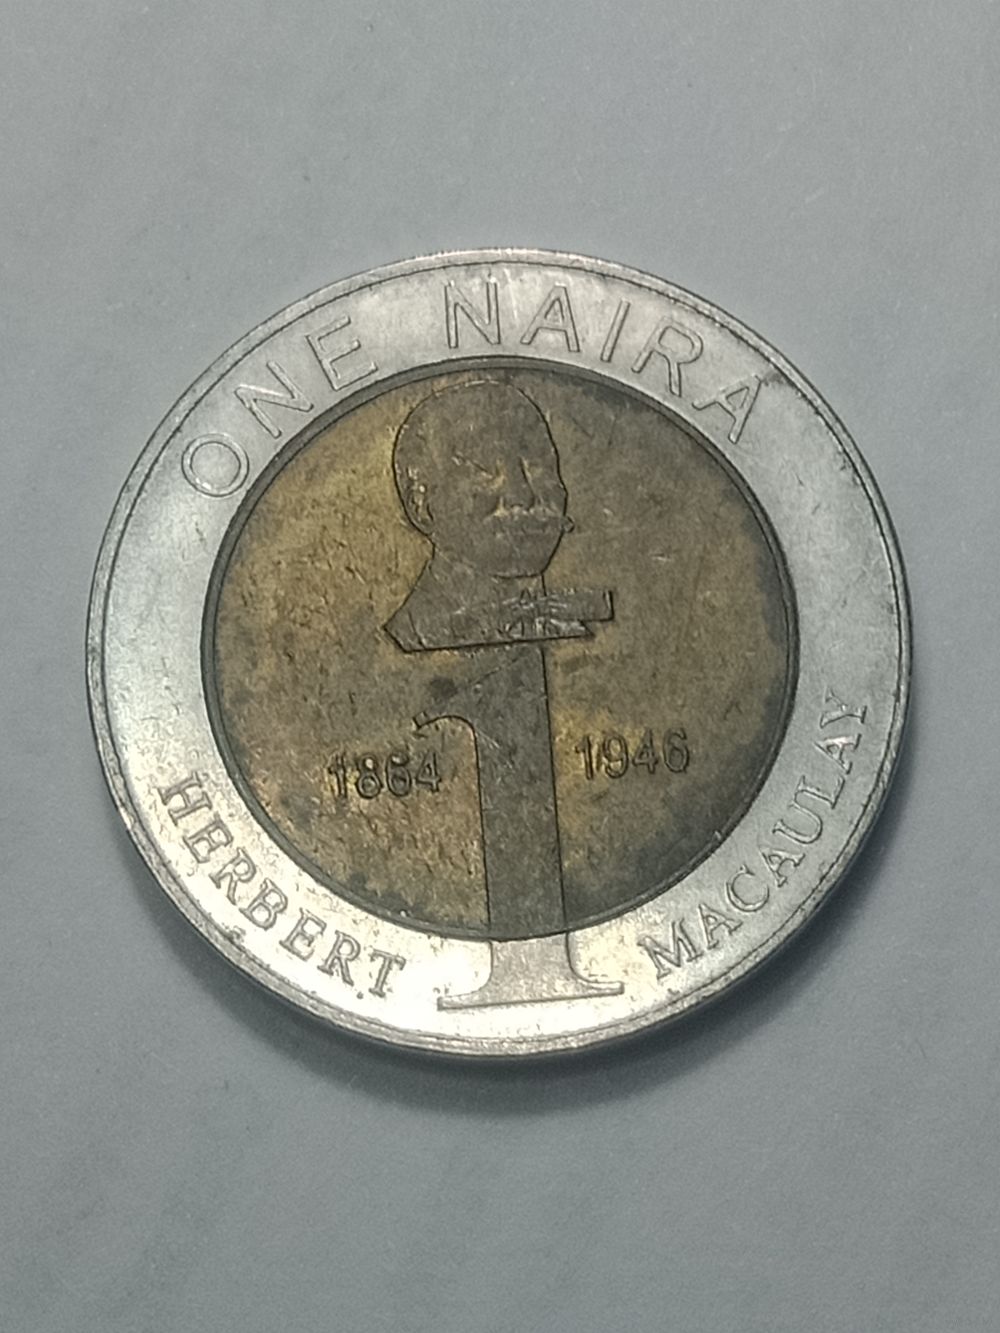 ONE NAIRA
1
1864 1946
HERBERT MACAULAY